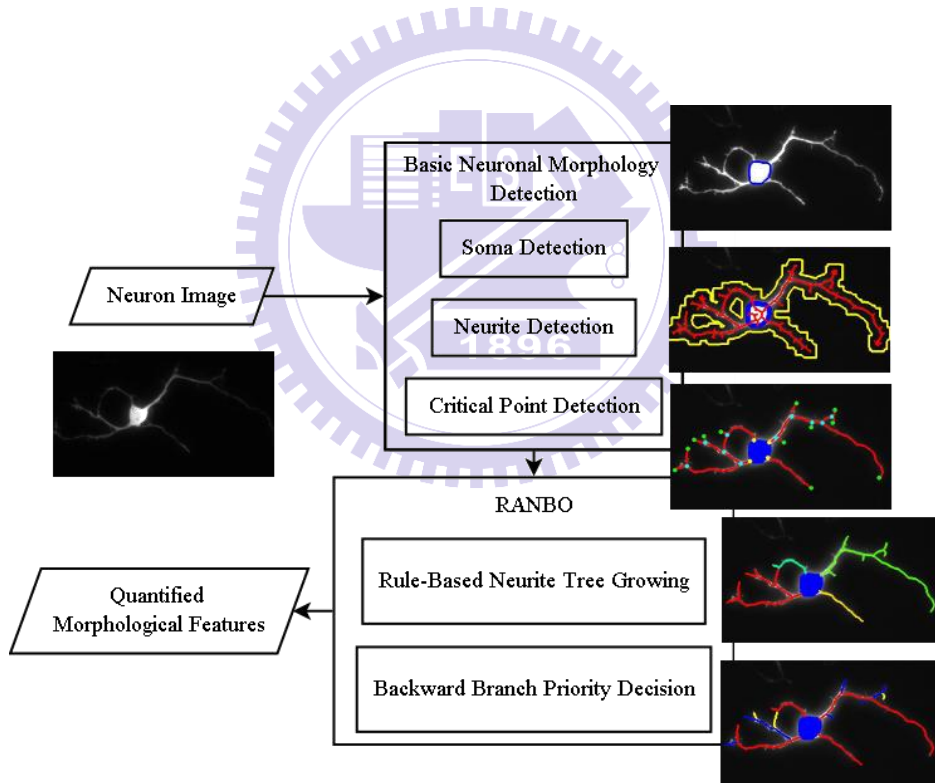 Basic Neuronal Morphology
Detection
Soma Detection
Neuron Image
Neurite Detection
1896
Critical Point Detection
RANBO
Rule-Based Neurite Tree Growing
Quantified
Morphological Features
Backward Branch Priority Decision